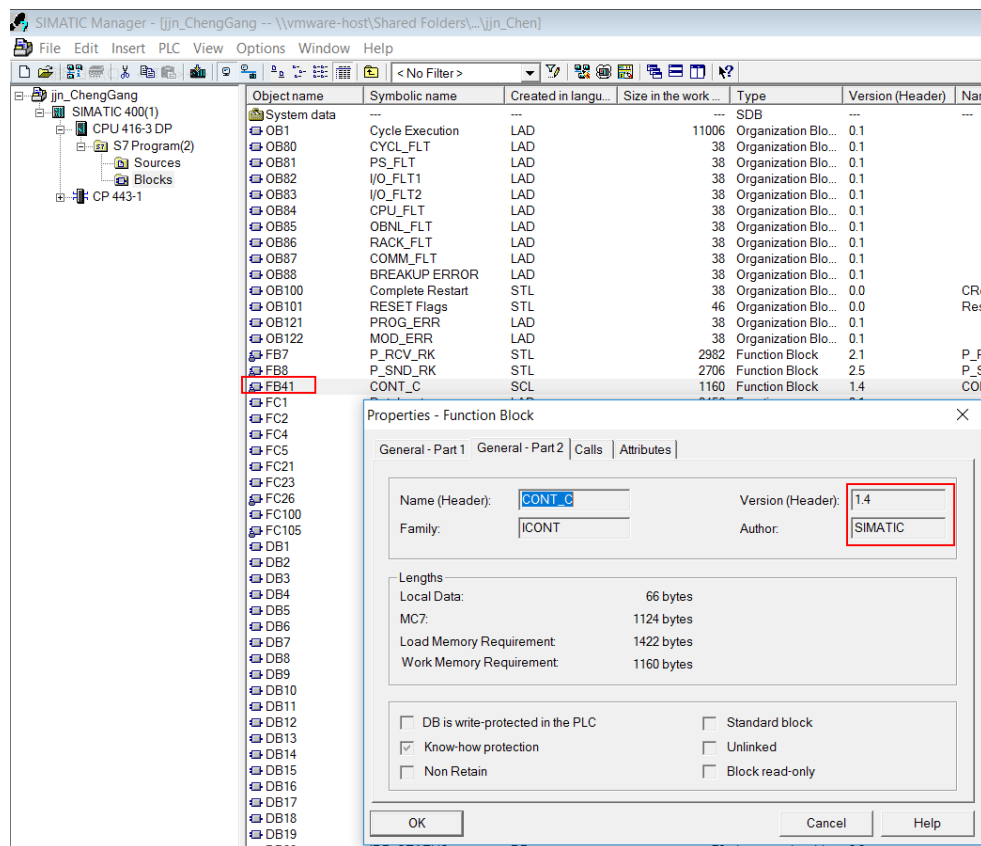 SIMATIC Manager - [jjn_ChengGang -- \\vmware-host\Shared Folders\...\jjn_Chen]
File Edit Insert PLC View Options Window Help
< No Filter >
jjn_ChengGang
SIMATIC 400(1)
CPU 416-3 DP
S7 Program(2)
Sources
Blocks
CP 443-1
Object name Symbolic name Created in langu... Size in the work ... Type Version (Header)
System data --- --- --- SDB --- ---
OB1 Cycle Execution LAD 11006 Organization Blo... 0.1
OB80 CYCL_FLT LAD 38 Organization Blo... 0.1
OB81 PS_FLT LAD 38 Organization Blo... 0.1
OB82 I/O_FLT1 LAD 38 Organization Blo... 0.1
OB83 I/O_FLT2 LAD 38 Organization Blo... 0.1
OB84 CPU_FLT LAD 38 Organization Blo... 0.1
OB85 OBNL_FLT LAD 38 Organization Blo... 0.1
OB86 RACK_FLT LAD 38 Organization Blo... 0.1
OB87 COMM_FLT LAD 38 Organization Blo... 0.1
OB88 BREAKUP ERROR LAD 38 Organization Blo... 0.1
OB100 Complete Restart STL 38 Organization Blo... 0.0
OB101 RESET Flags STL 46 Organization Blo... 0.0
OB121 PROG_ERR LAD 38 Organization Blo... 0.1
OB122 MOD_ERR LAD 38 Organization Blo... 0.1
FB7 P_RCV_RK STL 2982 Function Block 2.1
FB8 P_SND_RK STL 2706 Function Block 2.5
FB41 CONT_C SCL 1160 Function Block 1.4
FC1
FC2
FC4
FC5
FC21
FC23
FC26
FC100
FC105
DB1
DB2
DB3
DB4
DB5
DB6
DB7
DB8
DB9
DB10
DB11
DB12
DB13
DB14
DB15
DB16
DB17
DB18
DB19
Properties - Function Block
General - Part 1 General - Part 2 Calls Attributes
Name (Header): CONT_C Version (Header): 1.4
Family: ICONT Author: SIMATIC
Lengths
Local Data: 66 bytes
MC7: 1124 bytes
Load Memory Requirement: 1422 bytes
Work Memory Requirement: 1160 bytes
DB is write-protected in the PLC Standard block
Know-how protection Unlinked
Non Retain Block read-only
OK Cancel Help